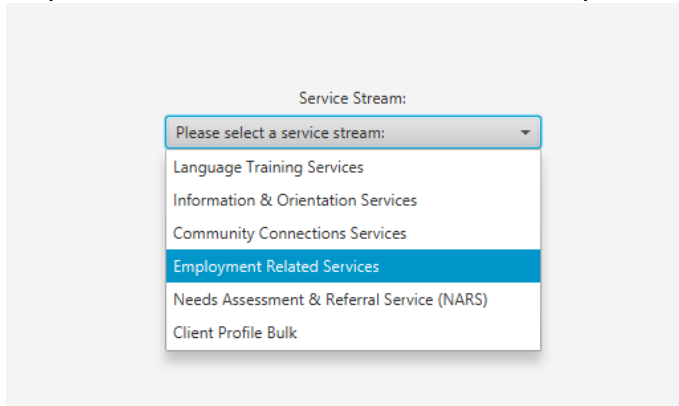 Service Stream:
Please select a service stream:
Language Training Services
Information & Orientation Services
Community Connections Services
Employment Related Services
Needs Assessment & Referral Service (NARS)
Client Profile Bulk